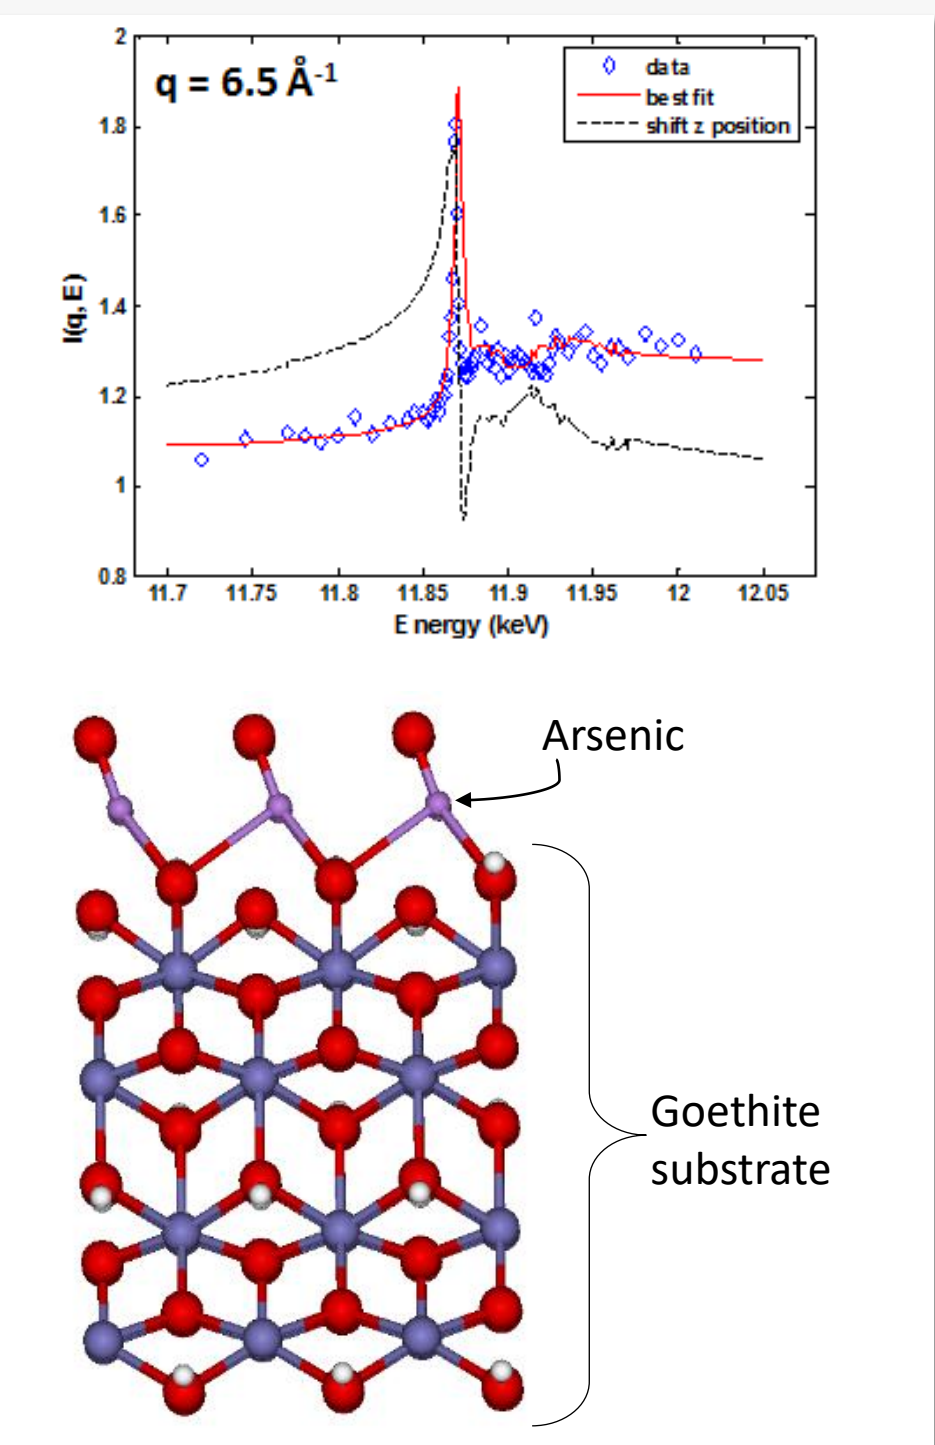 2
q = 6.5 Å-1
data
best fit
shift z position
1.8
1.6
1.4
1.2
1
0.8
I(q, E)
11.7 11.75 11.8 11.85 11.9 11.95 12 12.05
Energy (keV)
Arsenic
Goethite
substrate